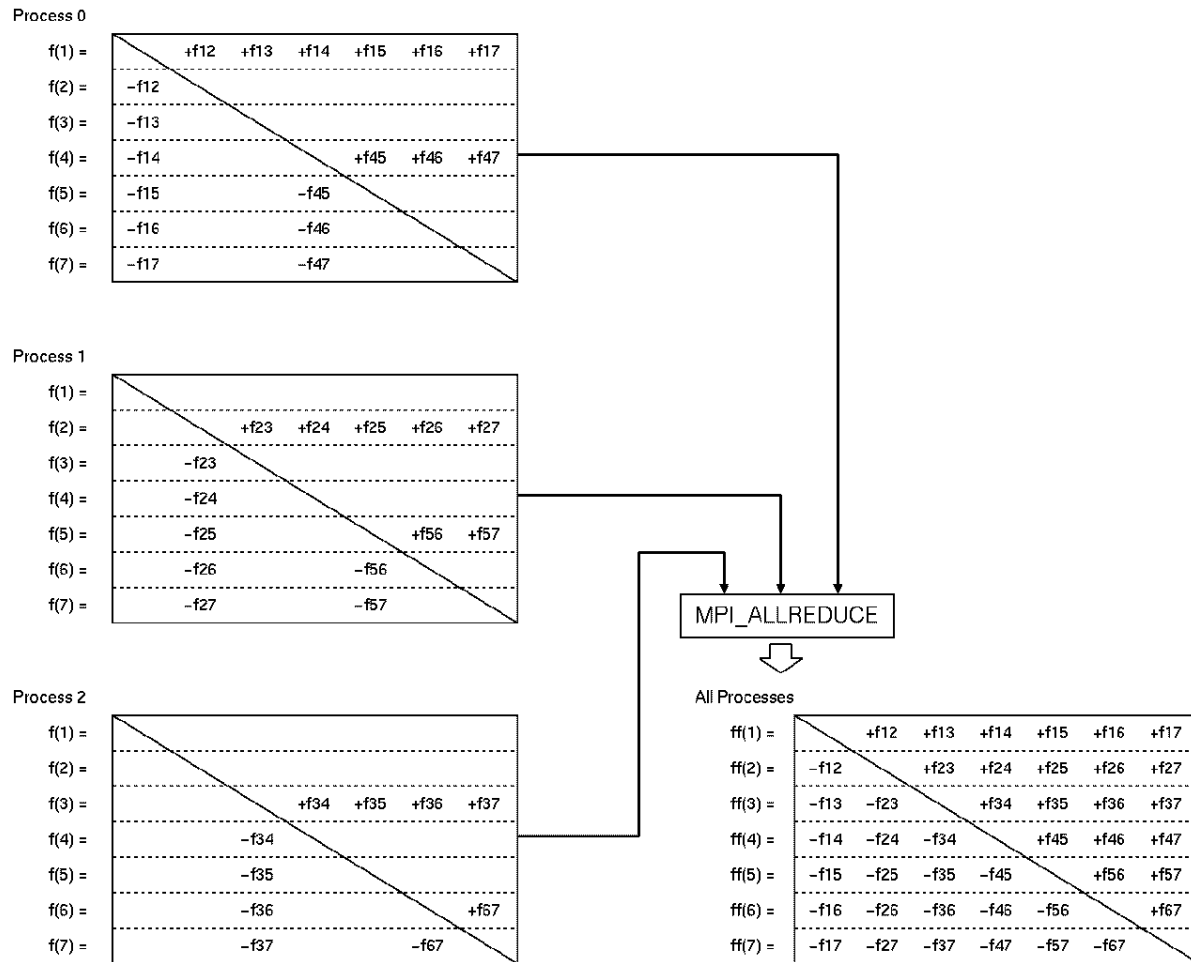 Process 0
f(1) = +f12 +f13 +f14 +f15 +f16 +f17
f(2) = −f12
f(3) = −f13
f(4) = −f14 +f45 +f46 +f47
f(5) = −f15 −f45
f(6) = −f16 −f46
f(7) = −f17 −f47
Process 1
f(1) =
f(2) = +f23 +f24 +f25 +f26 +f27
f(3) = −f23
f(4) = −f24
f(5) = −f25 +f56 +f57
f(6) = −f26 −f56
f(7) = −f27 −f57
MPI_ALLREDUCE
Process 2
f(1) =
f(2) =
f(3) = +f34 +f35 +f36 +f37
f(4) = −f34
f(5) = −f35
f(6) = −f36 +f67
f(7) = −f37 −f67
All Processes
ff(1) = +f12 +f13 +f14 +f15 +f16 +f17
ff(2) = −f12 +f23 +f24 +f25 +f26 +f27
ff(3) = −f13 −f23 +f34 +f35 +f36 +f37
ff(4) = −f14 −f24 −f34 +f45 +f46 +f47
ff(5) = −f15 −f25 −f35 −f45 +f56 +f57
ff(6) = −f16 −f26 −f36 −f46 −f56 +f67
ff(7) = −f17 −f27 −f37 −f47 −f57 −f67